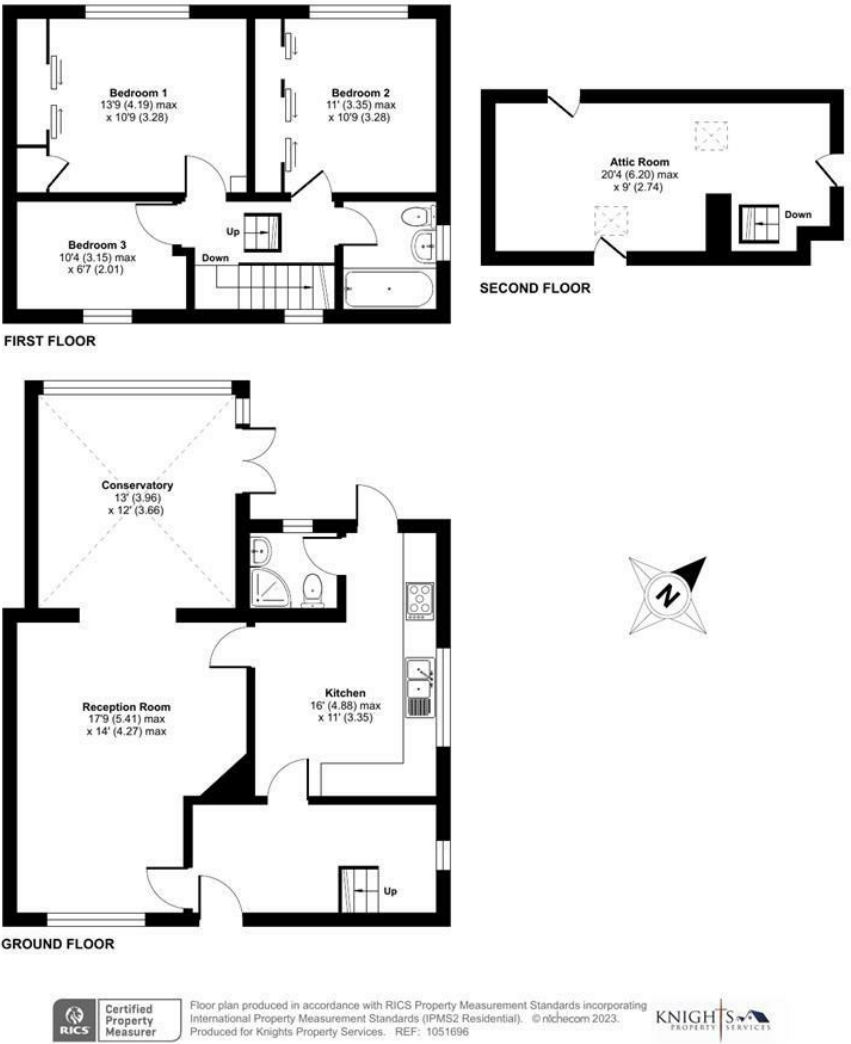 Bedroom 1
13'9 (4.19) max
x 10'9 (3.28)
Bedroom 2
11' (3.35) max
x 10'9 (3.28)
Up
Down
Bedroom 3
10'4 (3.15) max
x 6'7 (2.01)
FIRST FLOOR
Attic Room
20'4 (6.20) max
x 9' (2.74)
Down
SECOND FLOOR
Conservatory
13' (3.96)
x 12' (3.66)
Reception Room
17'9 (5.41) max
x 14' (4.27) max
Kitchen
16' (4.88) max
x 11' (3.35)
Up
GROUND FLOOR
N
RICS
Certified
Property
Measurer
Floor plan produced in accordance with RICS Property Measurement Standards incorporating
International Property Measurement Standards (IPMS2 Residential). © nichecom 2023.
Produced for Knights Property Services. REF: 1051696
KNIGHTS
PROPERTY SERVICES